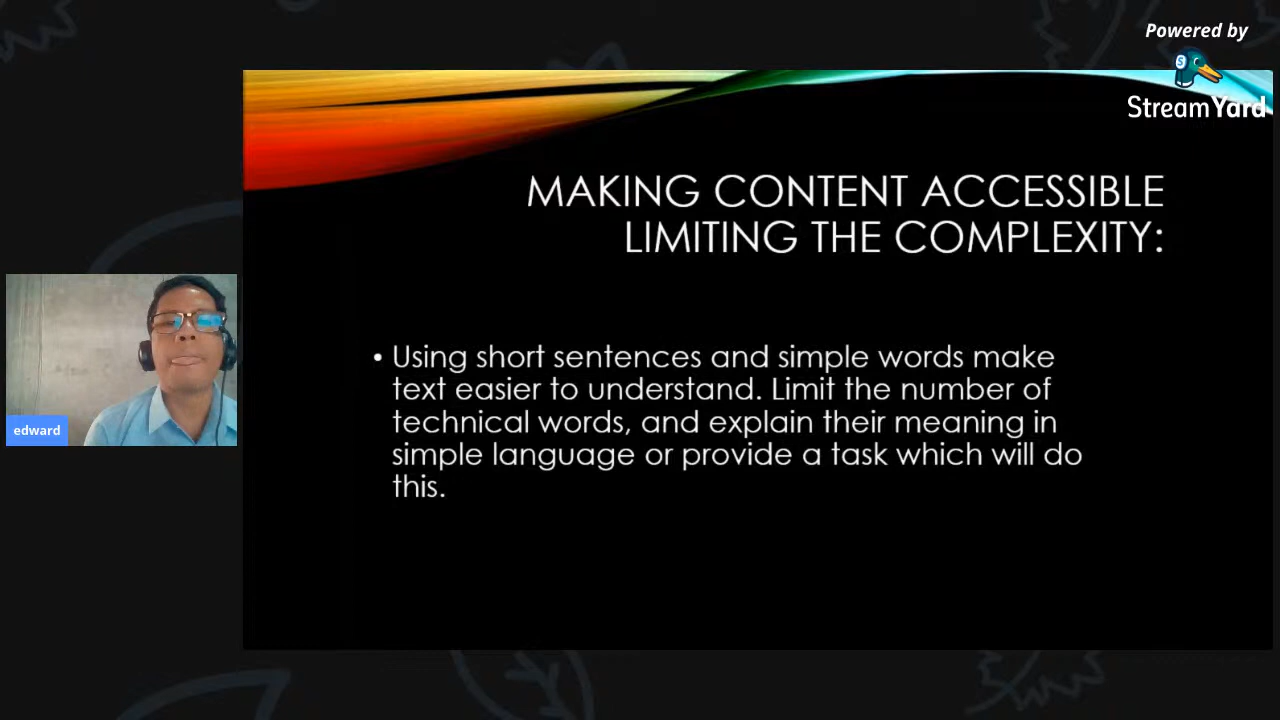 Powered by
StreamYard
MAKING CONTENT ACCESSIBLE
LIMITING THE COMPLEXITY:
• Using short sentences and simple words make
text easier to understand. Limit the number of
technical words, and explain their meaning in
simple language or provide a task which will do
this.
edward